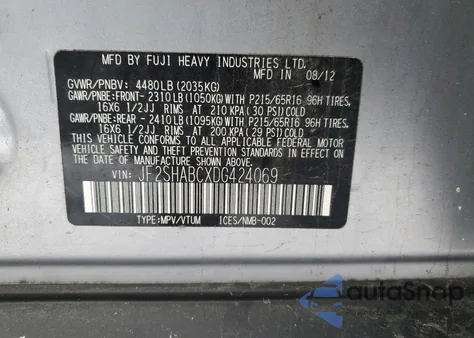 MFD BY FUJI HEAVY INDUSTRIES LTD.
MFD IN 08/12
GVWR/PNBV: 4480LB (2035KG)
GAWR/PNBE:FRONT- 2310LB (1050KG)WITH P215/65R16 96H TIRES,
16X6 1/2JJ RIMS AT 210 KPA ( 30 PSI) COLD
GAWR/PNBE:REAR - 2410LB (1095KG)WITH P215/65R16 96H TIRES,
16X6 1/2JJ RIMS AT 200 KPA ( 29 PSI) COLD
THIS VEHICLE CONFORMS TO ALL APPLICABLE FEDERAL MOTOR
VEHICLE SAFETY STANDARDS IN EFFECT ON THE DATE OF
MANUFACTURE SHOWN ABOVE.
VIN: JF2SHABCXDG424069
TYPE:MPV/VTUM ICES/NMB-002
autoSnap